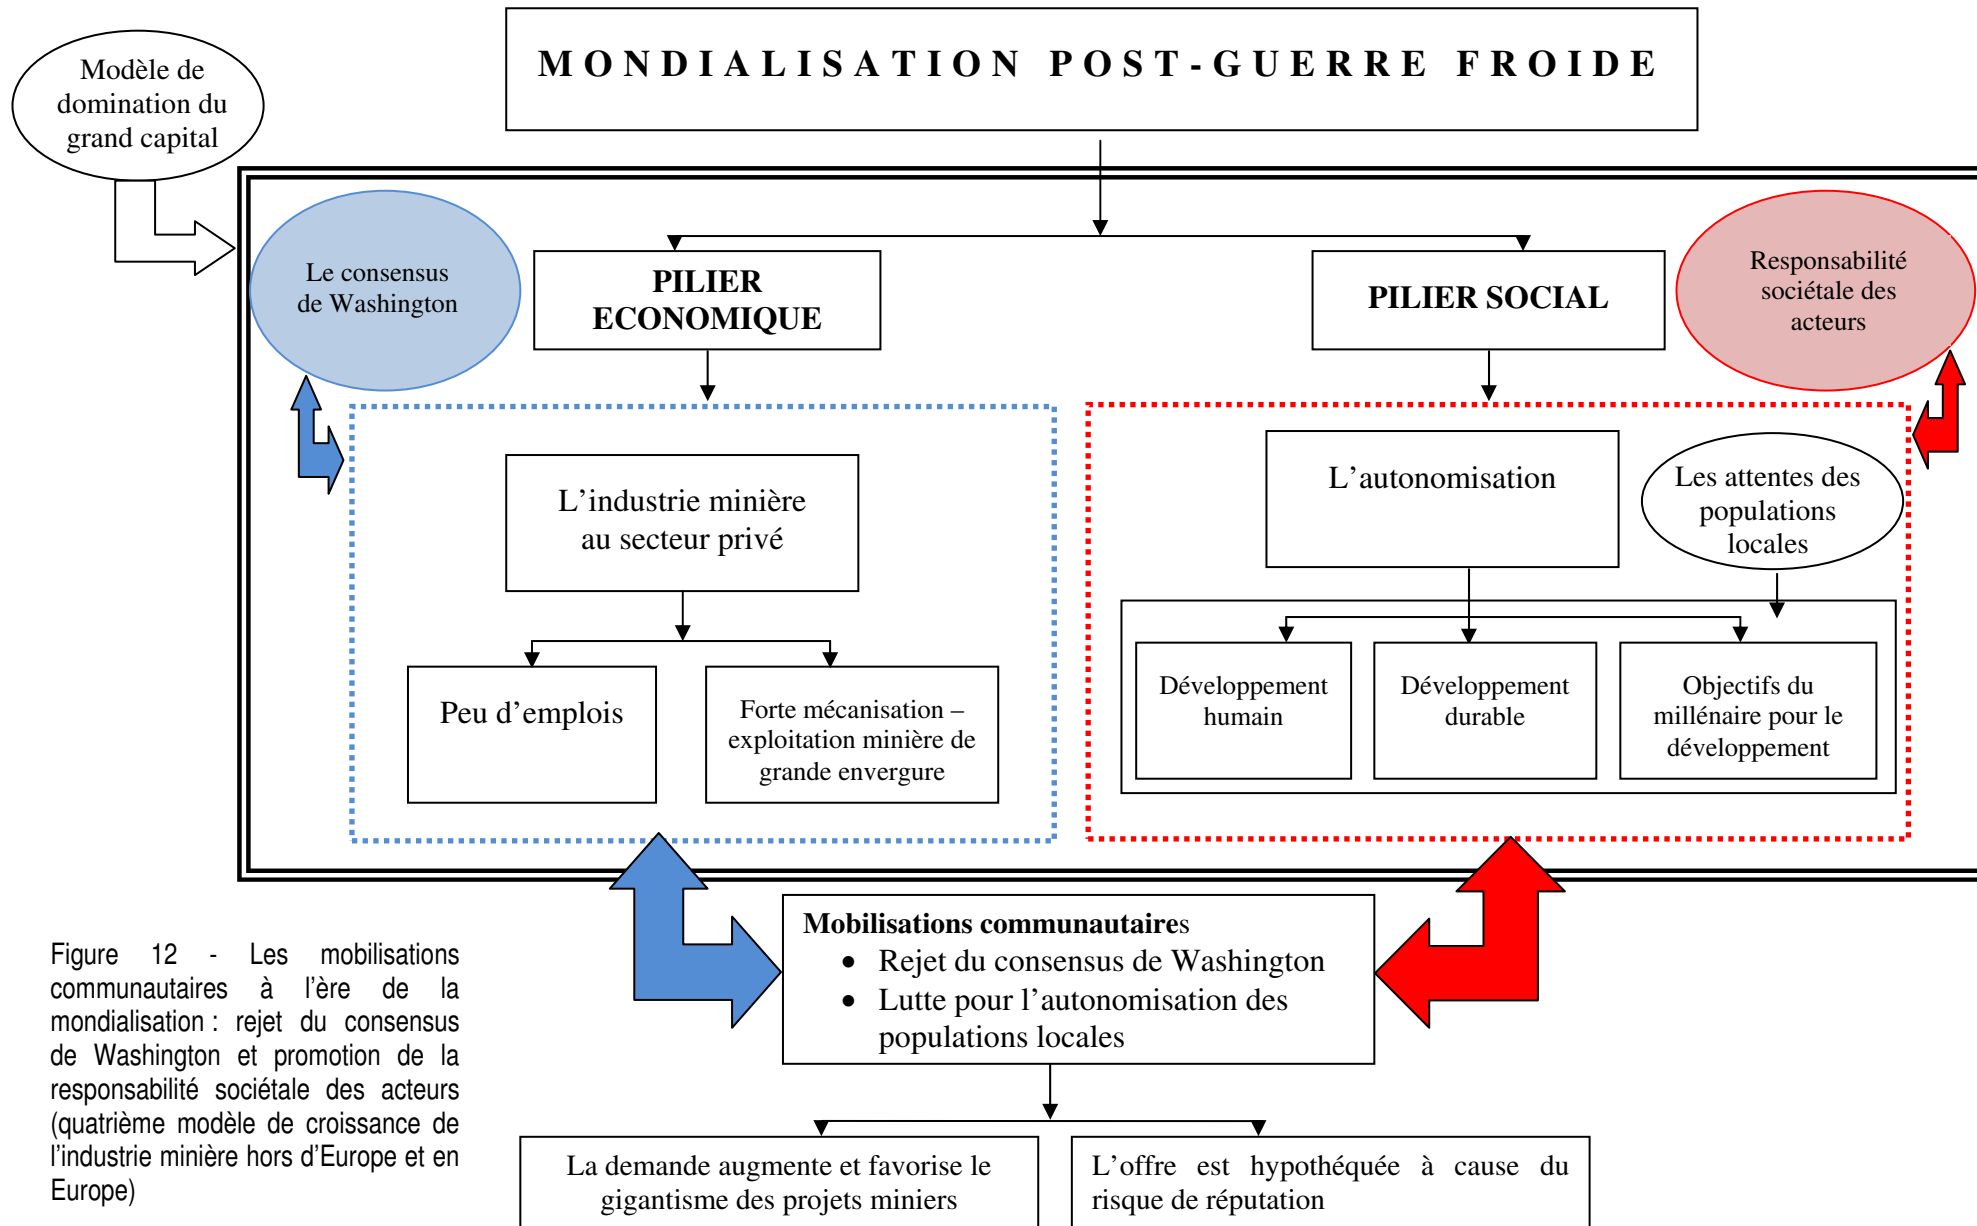 MONDIALISATION POST-GUERRE FROIDE
Modèle de
domination du
grand capital
Le consensus
de Washington
PILIER
ECONOMIQUE
PILIER SOCIAL
Responsabilité
sociétale des
acteurs
L’industrie minière
au secteur privé
L’autonomisation
Les attentes des
populations
locales
Peu d’emplois
Forte mécanisation –
exploitation minière de
grande envergure
Développement
humain
Développement
durable
Objectifs du
millénaire pour le
développement
Mobilisations communautaires
• Rejet du consensus de Washington
• Lutte pour l’autonomisation des
populations locales
Figure 12 - Les mobilisations
communautaires à l’ère de la
mondialisation : rejet du consensus
de Washington et promotion de la
responsabilité sociétale des acteurs
(quatrième modèle de croissance de
l’industrie minière hors d’Europe et en
Europe)
La demande augmente et favorise le
gigantisme des projets miniers
L’offre est hypothéquée à cause du
risque de réputation